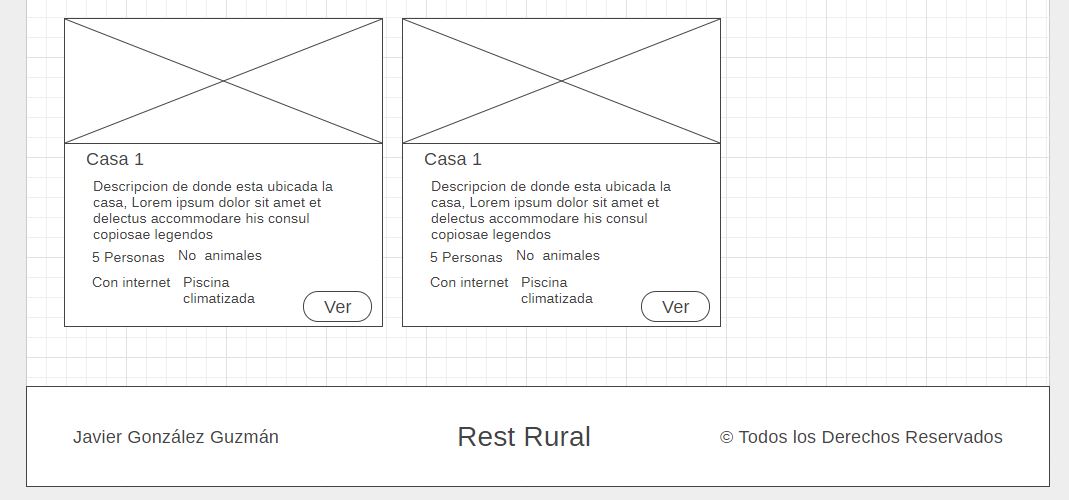 Casa 1
Descripcion de donde esta ubicada la
casa, Lorem ipsum dolor sit amet et
delectus accommodare his consul
copiosae legendos
5 Personas No animales
Con internet Piscina
climatizada
Ver
Casa 1
Descripcion de donde esta ubicada la
casa, Lorem ipsum dolor sit amet et
delectus accommodare his consul
copiosae legendos
5 Personas No animales
Con internet Piscina
climatizada
Ver
Javier González Guzmán
Rest Rural
© Todos los Derechos Reservados